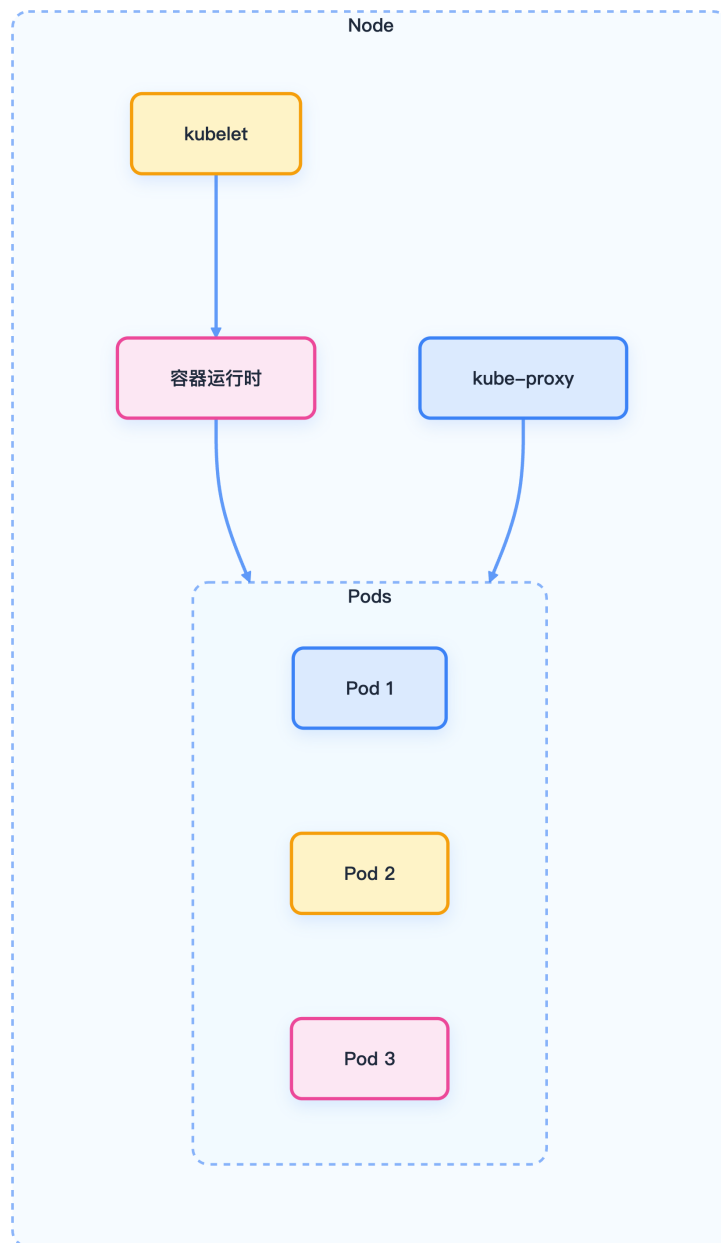 Node
kubelet
容器运行时
kube-proxy
Pods
Pod 1
Pod 2
Pod 3